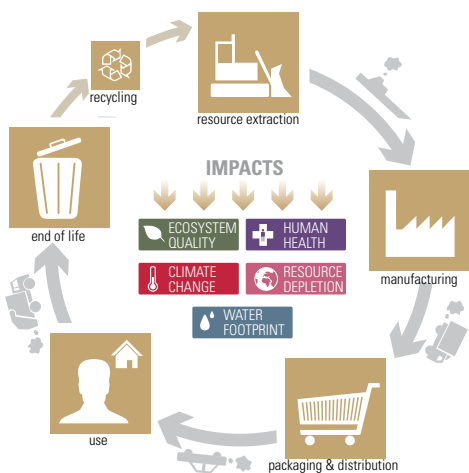 recycling
resource extraction
IMPACTS
ECOSYSTEM
QUALITY
HUMAN
HEALTH
CLIMATE
CHANGE
RESOURCE
DEPLETION
WATER
FOOTPRINT
end of life
manufacturing
use
packaging & distribution